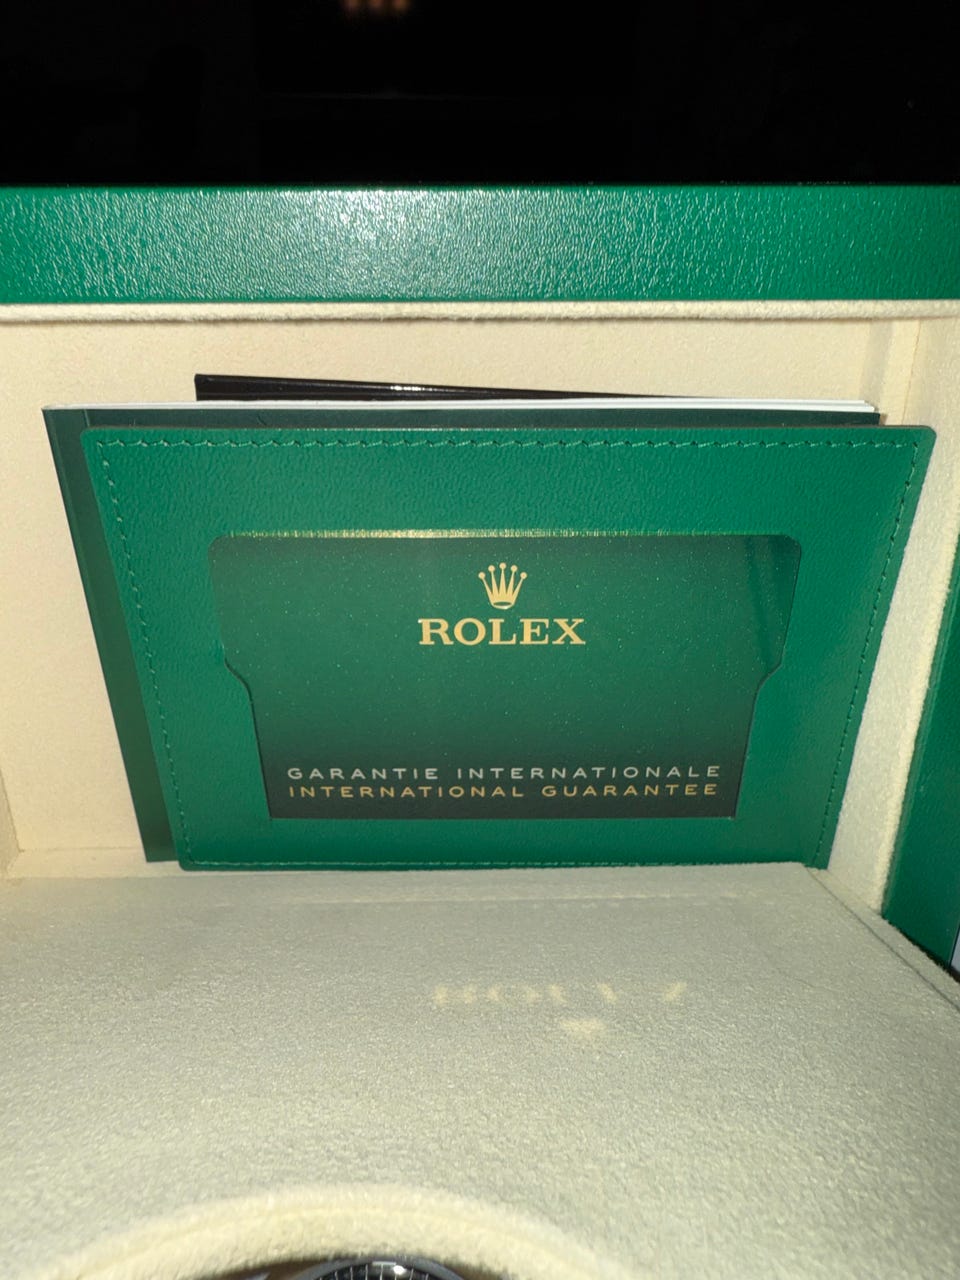 ROLEX
GARANTIE INTERNATIONALE
INTERNATIONAL GUARANTEE